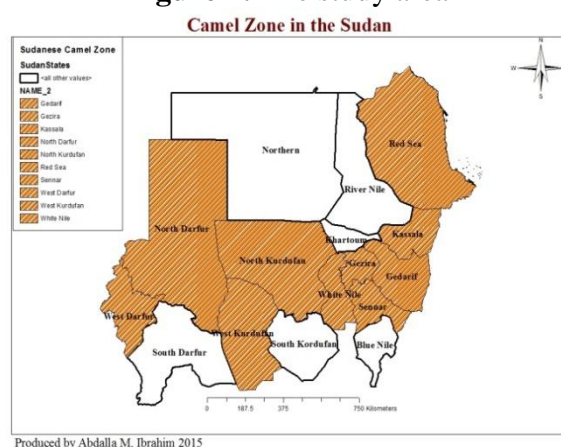 Camel Zone in the Sudan
Sudanese Camel Zone
SudanStates
<all other values>
NAME_2
Gedarif
Gezira
Kassala
North Darfur
North Kurdufan
Red Sea
Sennar
West Darfur
West Kurdufan
White Nile
N
W
E
S
Northern
Red Sea
River Nile
Khartoum
Kassala
North Darfur
North Kurdufan
Gezira
Gedarif
White Nile
Sennar
West Darfur
West Kurdufan
South Darfur
South Kordufan
Blue Nile
0 187.5 375 750 Kilometers
Produced by Abdalla M. Ibrahim 2015